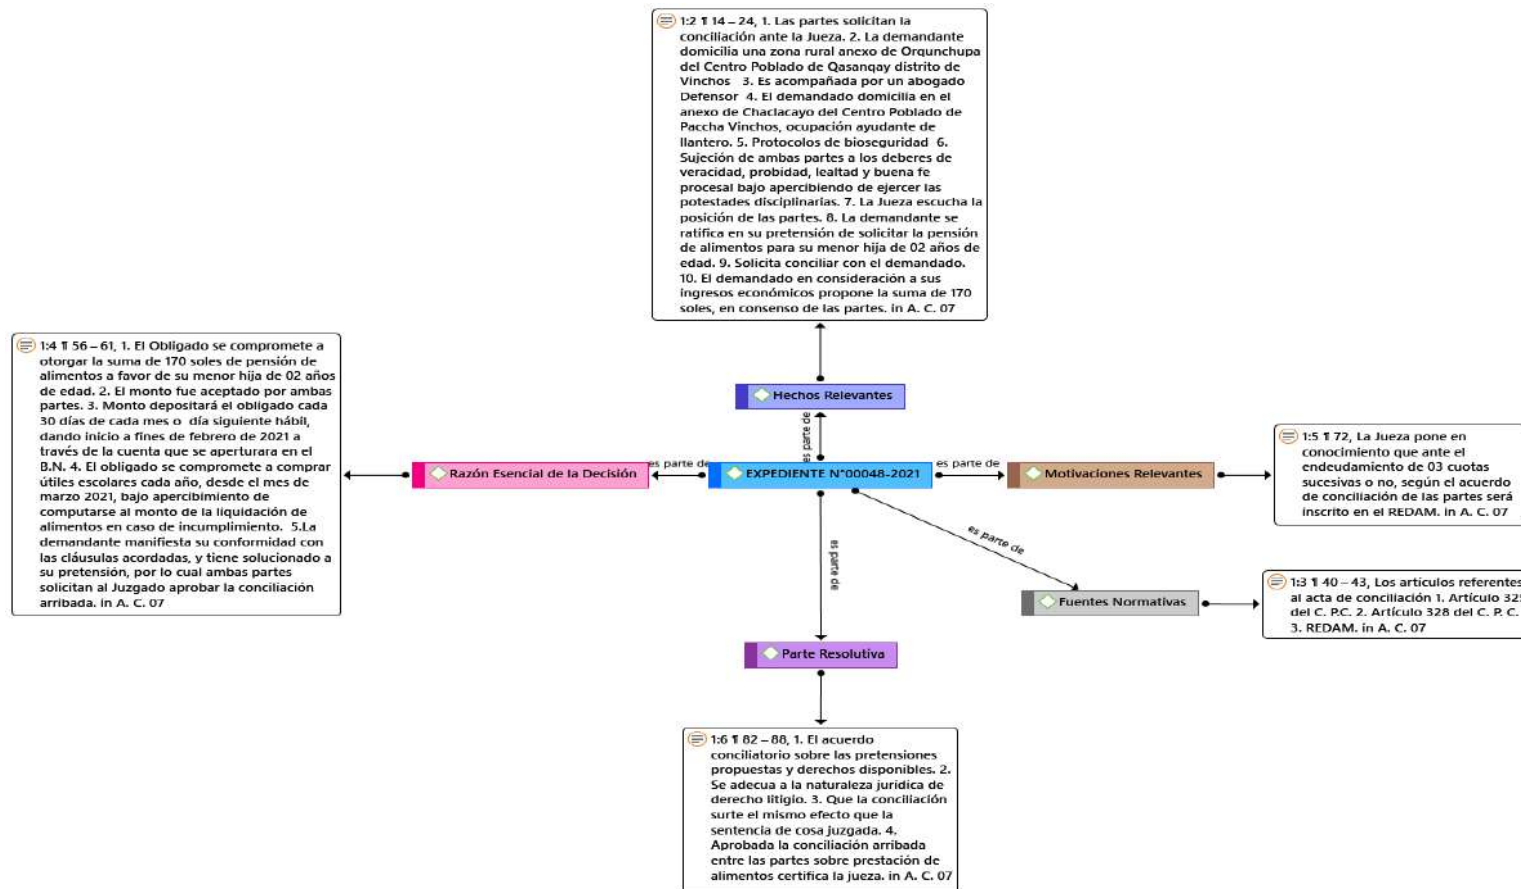 1:2 ¶ 14 – 24, 1. Las partes solicitan la
conciliación ante la Jueza. 2. La demandante
domicilia una zona rural anexo de Orqunchupa
del Centro Poblado de Qasanqay distrito de
Vinchos 3. Es acompañada por un abogado
Defensor 4. El demandado domicilia en el
anexo de Chaclacayo del Centro Poblado de
Paccha Vinchos, ocupación ayudante de
llantero. 5. Protocolos de bioseguridad 6.
Sujeción de ambas partes a los deberes de
veracidad, probidad, lealtad y buena fe
procesal bajo apercibiendo de ejercer las
potestades disciplinarias. 7. La Jueza escucha la
posición de las partes. 8. La demandante se
ratifica en su pretensión de solicitar la pensión
de alimentos para su menor hija de 02 años de
edad. 9. Solicita conciliar con el demandado.
10. El demandado en consideración a sus
ingresos económicos propone la suma de 170
soles, en consenso de las partes. in A. C. 07
1:4 ¶ 56 – 61, 1. El Obligado se compromete a
otorgar la suma de 170 soles de pensión de
alimentos a favor de su menor hija de 02 años
de edad. 2. El monto fue aceptado por ambas
partes. 3. Monto depositará el obligado cada
30 días de cada mes o día siguiente hábil,
dando inicio a fines de febrero de 2021 a
través de la cuenta que se aperturara en el
B.N. 4. El obligado se compromete a comprar
útiles escolares cada año, desde el mes de
marzo 2021, bajo apercibimiento de
computarse al monto de la liquidación de
alimentos en caso de incumplimiento. 5.La
demandante manifiesta su conformidad con
las cláusulas acordadas, y tiene solucionado a
su pretensión, por lo cual ambas partes
solicitan al Juzgado aprobar la conciliación
arribada. in A. C. 07
Hechos Relevantes
es parte de
Razón Esencial de la Decisión
es parte de
EXPEDIENTE N°00048-2021
es parte de
Motivaciones Relevantes
1:5 ¶ 72, La Jueza pone en
conocimiento que ante el
endeudamiento de 03 cuotas
sucesivas o no, según el acuerdo
de conciliación de las partes será
inscrito en el REDAM. in A. C. 07
es parte de
es parte de
Fuentes Normativas
1:3 ¶ 40 – 43, Los artículos referentes
al acta de conciliación 1. Artículo 325
del C. P.C. 2. Artículo 328 del C. P. C.
3. REDAM. in A. C. 07
Parte Resolutiva
1:6 ¶ 82 – 88, 1. El acuerdo
conciliatorio sobre las pretensiones
propuestas y derechos disponibles. 2.
Se adecua a la naturaleza jurídica de
derecho litigio. 3. Que la conciliación
surte el mismo efecto que la
sentencia de cosa juzgada. 4.
Aprobada la conciliación arribada
entre las partes sobre prestación de
alimentos certifica la jueza. in A. C. 07